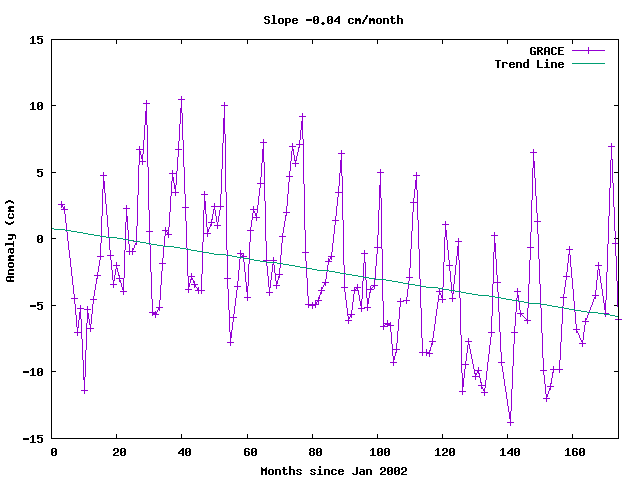 Slope -0.04 cm/month
GRACE
Trend Line
Anomaly (cm)
15
10
5
0
-5
-10
-15
0 20 40 60 80 100 120 140 160
Months since Jan 2002